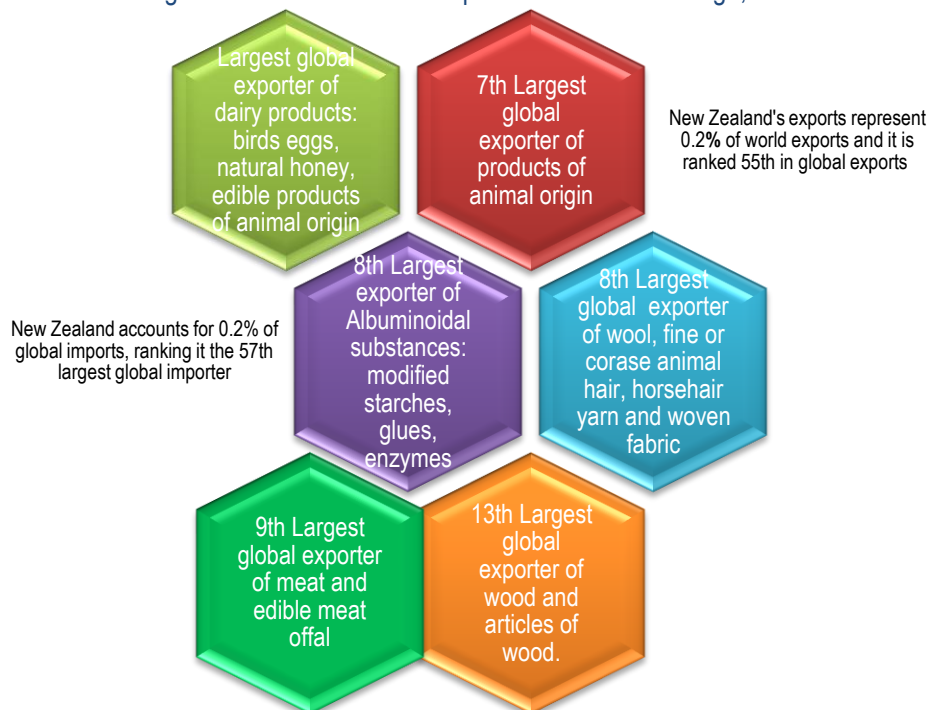 Largest global
exporter of
dairy products:
birds eggs,
natural honey,
edible products
of animal origin
7th Largest
global
exporter of
products of
animal origin
New Zealand's exports represent
0.2% of world exports and it is
ranked 55th in global exports
New Zealand accounts for 0.2% of
global imports, ranking it the 57th
largest global importer
8th Largest
exporter of
Albuminoidal
substances:
modified
starches,
glues,
enzymes
8th Largest
global exporter
of wool, fine or
corase animal
hair, horsehair
yarn and woven
fabric
9th Largest
global exporter
of meat and
edible meat
offal
13th Largest
global
exporter of
wood and
articles of
wood.